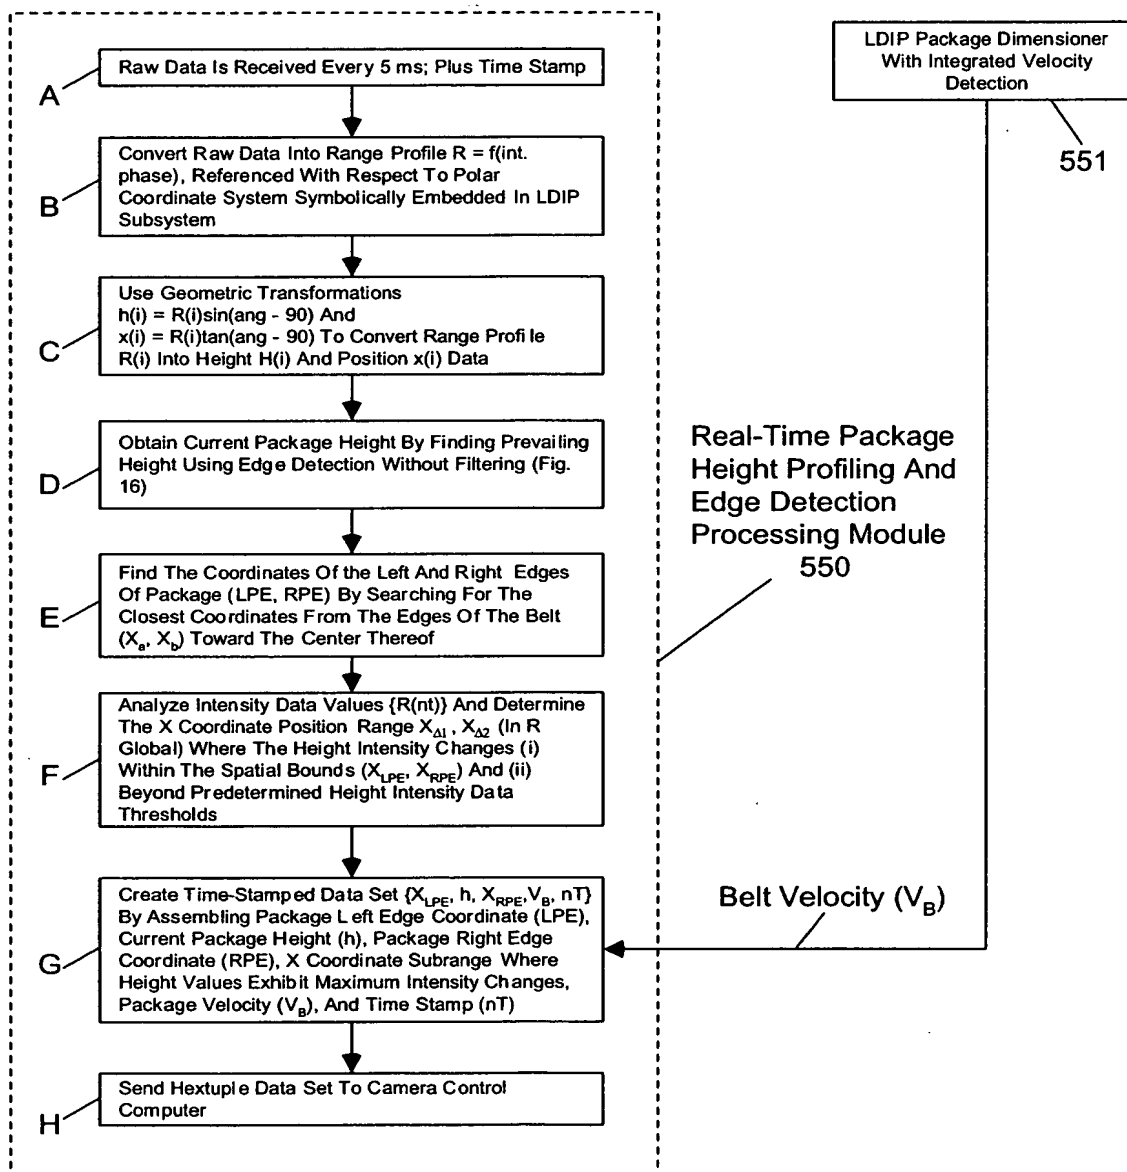 A
Raw Data Is Received Every 5 ms; Plus Time Stamp
B
Convert Raw Data Into Range Profile R = f(int.
phase), Referenced With Respect To Polar
Coordinate System Symbolically Embedded In LDIP
Subsystem
C
Use Geometric Transformations
h(i) = R(i)sin(ang - 90) And
x(i) = R(i)tan(ang - 90) To Convert Range Profile
R(i) Into Height H(i) And Position x(i) Data
D
Obtain Current Package Height By Finding Prevailing
Height Using Edge Detection Without Filtering (Fig.
16)
E
Find The Coordinates Of the Left And Right Edges
Of Package (LPE, RPE) By Searching For The
Closest Coordinates From The Edges Of The Belt
(Xa, Xb) Toward The Center Thereof
F
Analyze Intensity Data Values {R(nt)} And Determine
The X Coordinate Position Range XΔ1, XΔ2 (In R
Global) Where The Height Intensity Changes (i)
Within The Spatial Bounds (XLPE, XRPE) And (ii)
Beyond Predetermined Height Intensity Data
Thresholds
G
Create Time-Stamped Data Set {XLPE, h, XRPE, VB, nT}
By Assembling Package Left Edge Coordinate (LPE),
Current Package Height (h), Package Right Edge
Coordinate (RPE), X Coordinate Subrange Where
Height Values Exhibit Maximum Intensity Changes,
Package Velocity (VB), And Time Stamp (nT)
H
Send Hextuple Data Set To Camera Control
Computer
LDIP Package Dimensioner
With Integrated Velocity
Detection
551
Real-Time Package
Height Profiling And
Edge Detection
Processing Module
550
Belt Velocity (VB)